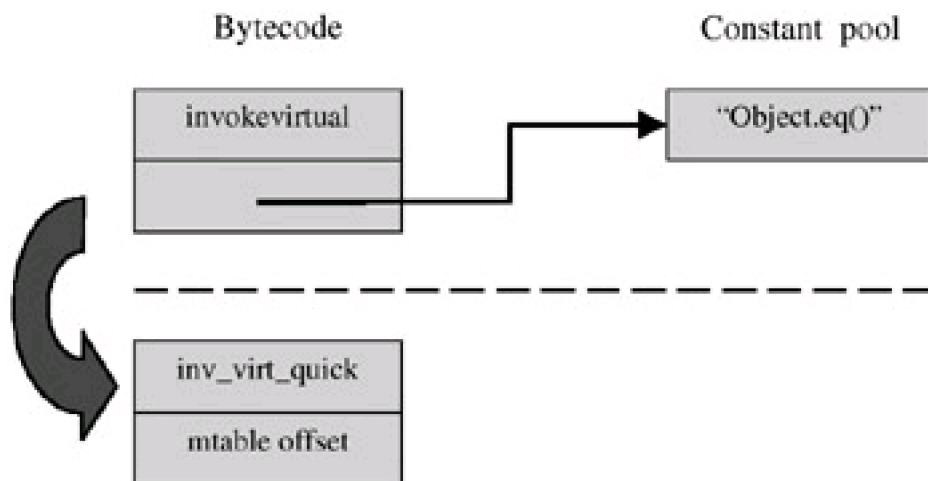 Bytecode
Constant pool
invokevirtual
“Object.eq()”
inv_virt_quick
mtable offset